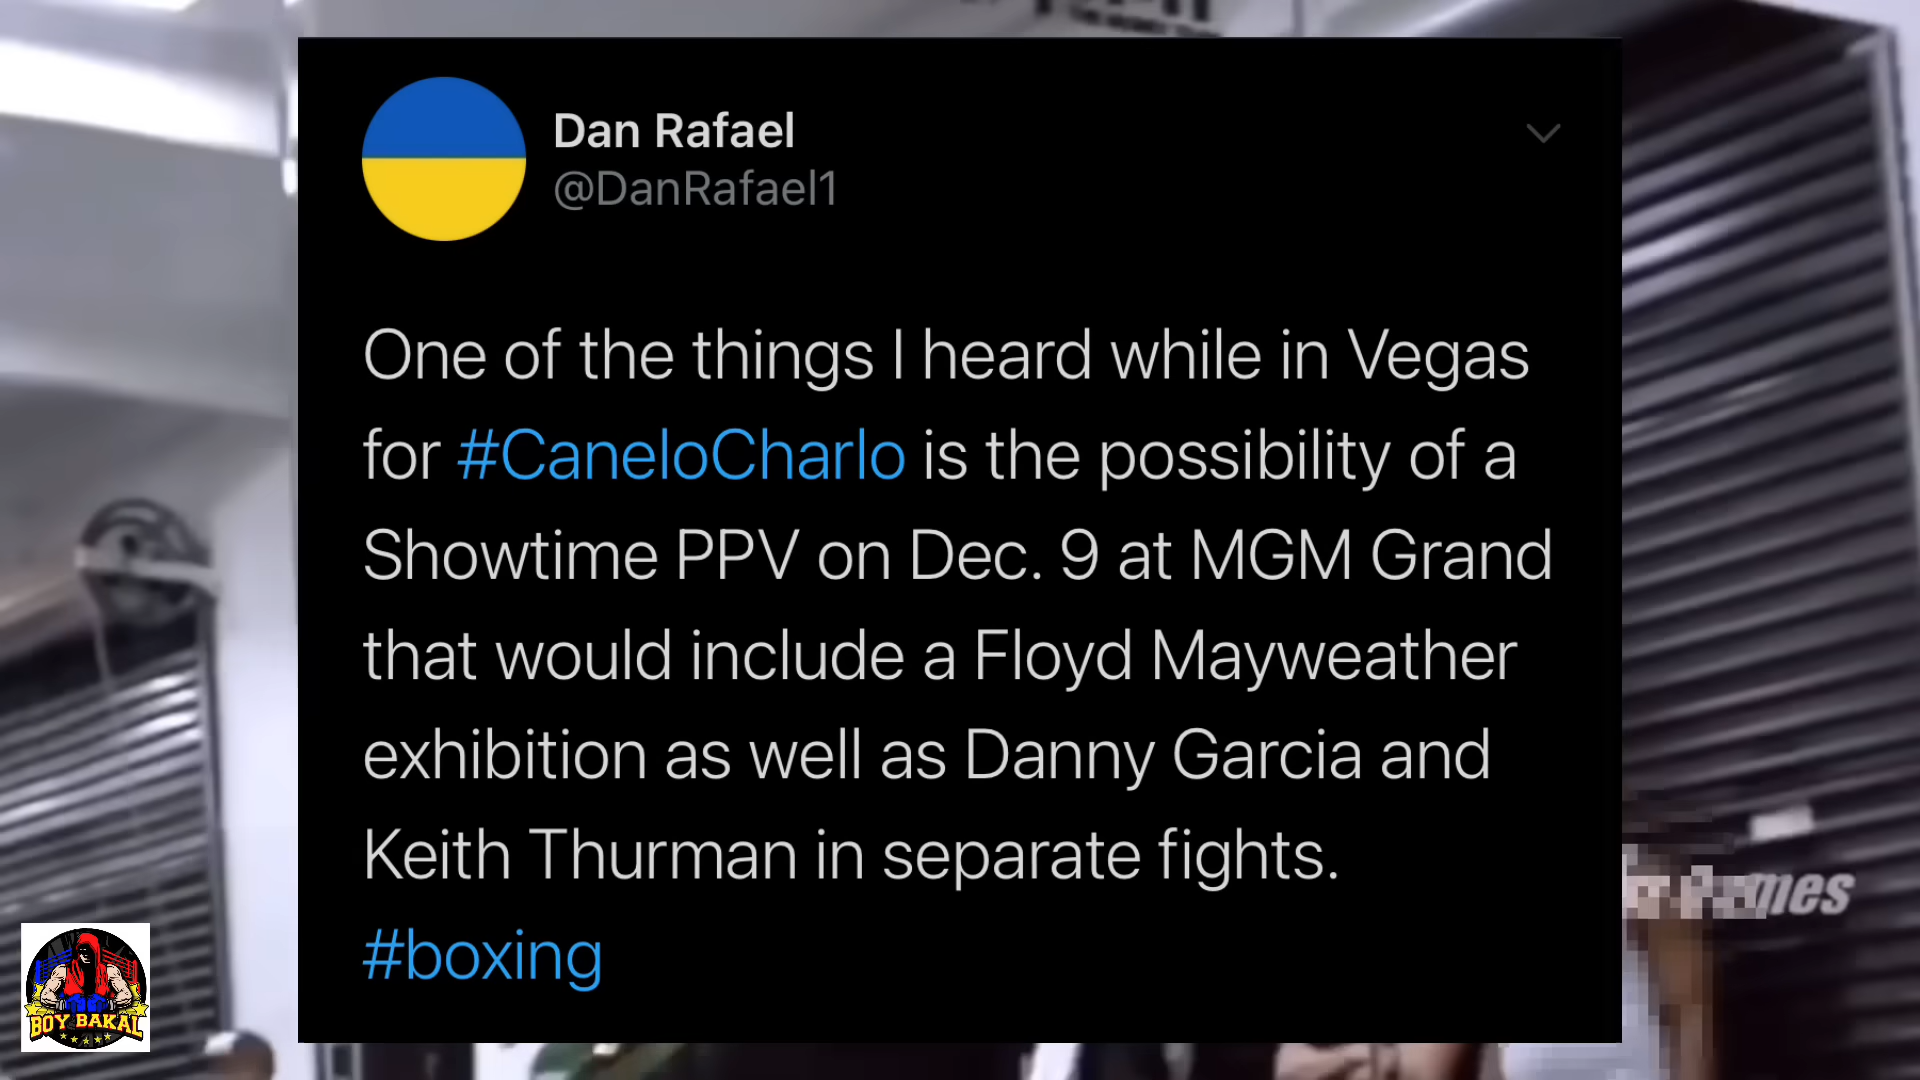 Dan Rafael
@DanRafael1
One of the things I heard while in Vegas
for #CaneloCharlo is the possibility of a
Showtime PPV on Dec. 9 at MGM Grand
that would include a Floyd Mayweather
exhibition as well as Danny Garcia and
Keith Thurman in separate fights.
#boxing
BOY BAKAL